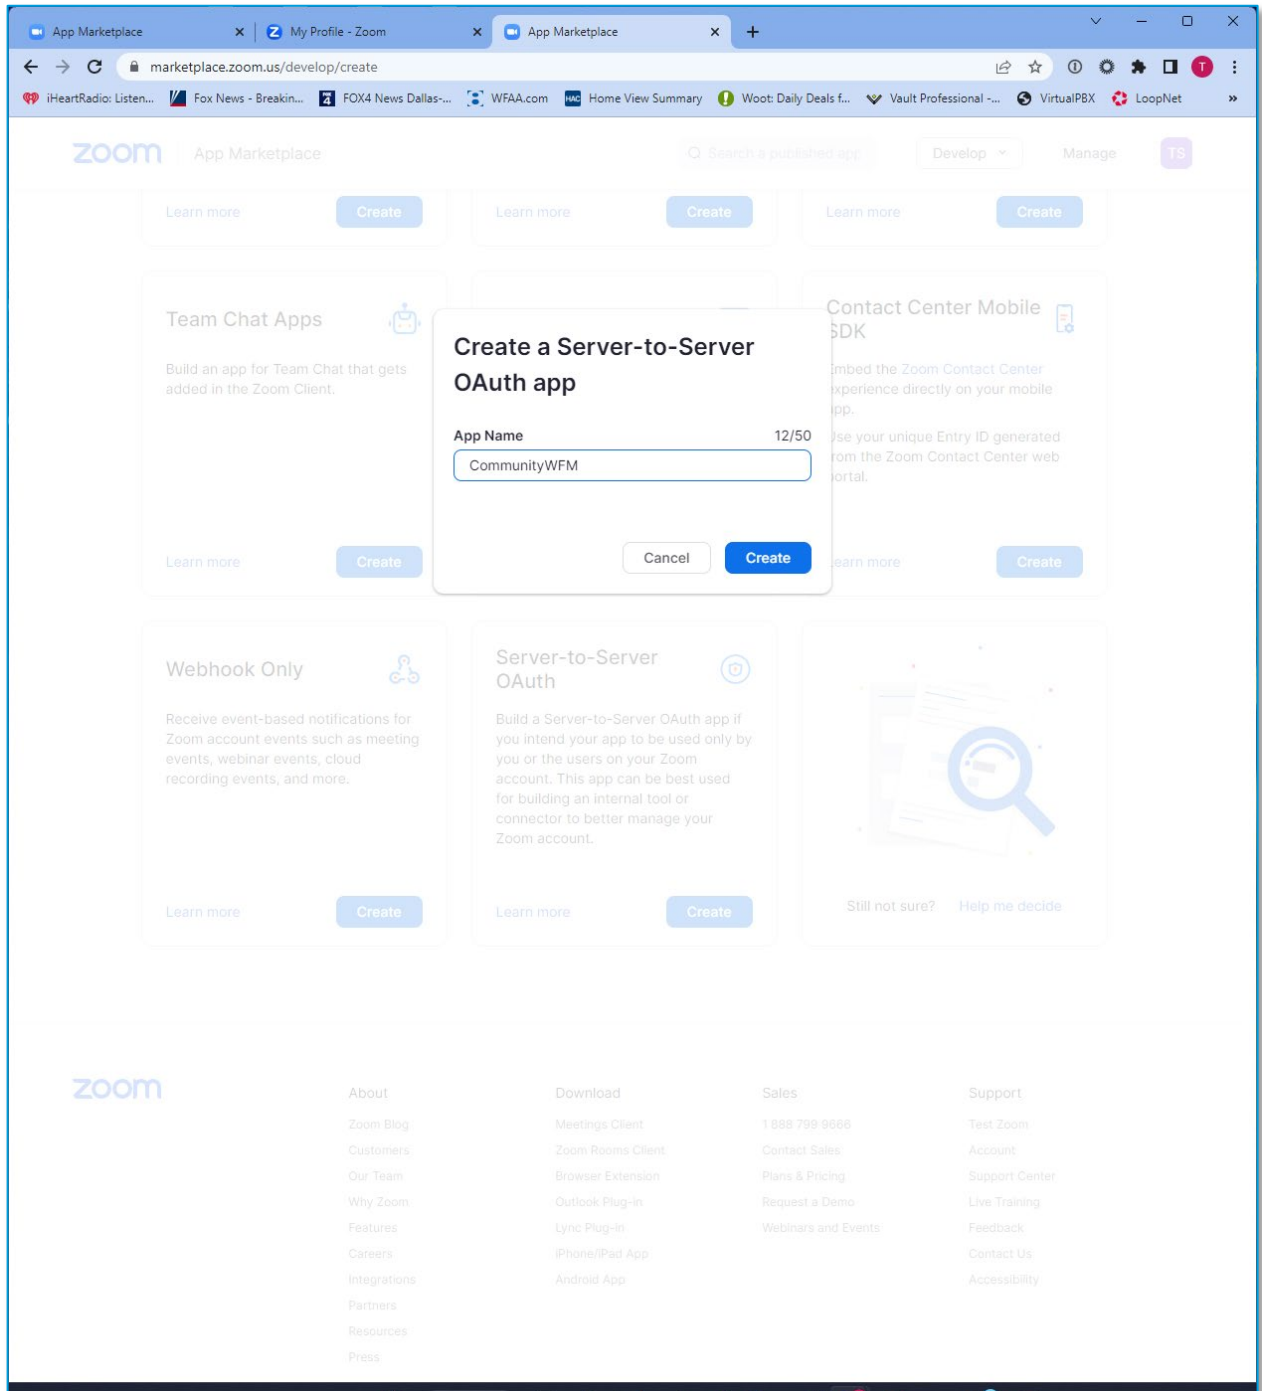 App Marketplace
My Profile - Zoom
App Marketplace
marketplace.zoom.us/develop/create
T
iHeartRadio: Listen...
Fox News - Breakin...
4
FOX4 News Dallas-...
WFAA.com
HAC
Home View Summary
Woot: Daily Deals f...
Vault Professional -...
VirtualPBX
LoopNet
»
zoom
App Marketplace
Search a published app
Develop
Manage
TS
Learn more
Create
Learn more
Create
Learn more
Create
Team Chat Apps
Build an app for Team Chat that gets
added in the Zoom Client.
Learn more
Create
Create a Server-to-Server
OAuth app
App Name
12/50
CommunityWFM
Cancel
Create
Contact Center Mobile
SDK
Embed the Zoom Contact Center
experience directly on your mobile
app.
Use your unique Entry ID generated
from the Zoom Contact Center web
portal.
Learn more
Create
Webhook Only
Receive event-based notifications for
Zoom account events such as meeting
events, webinar events, cloud
recording events, and more.
Learn more
Create
Server-to-Server
OAuth
Build a Server-to-Server OAuth app if
you intend your app to be used only by
you or the users on your Zoom
account. This app can be best used
for building an internal tool or
connector to better manage your
Zoom account.
Learn more
Create
Still not sure?
Help me decide
zoom
About
Zoom Blog
Customers
Our Team
Why Zoom
Features
Careers
Integrations
Partners
Resources
Press
Download
Meetings Client
Zoom Rooms Client
Browser Extension
Outlook Plug-in
Lync Plug-in
iPhone/iPad App
Android App
Sales
1 888 799 9666
Contact Sales
Plans & Pricing
Request a Demo
Webinars and Events
Support
Test Zoom
Account
Support Center
Live Training
Feedback
Contact Us
Accessibility